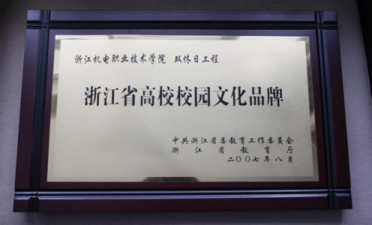 浙江机电职业技术学院 双休日工程
浙江省高校校园文化品牌
中共浙江省委教育工作委员会
浙江省教育厅
二〇〇七年八月